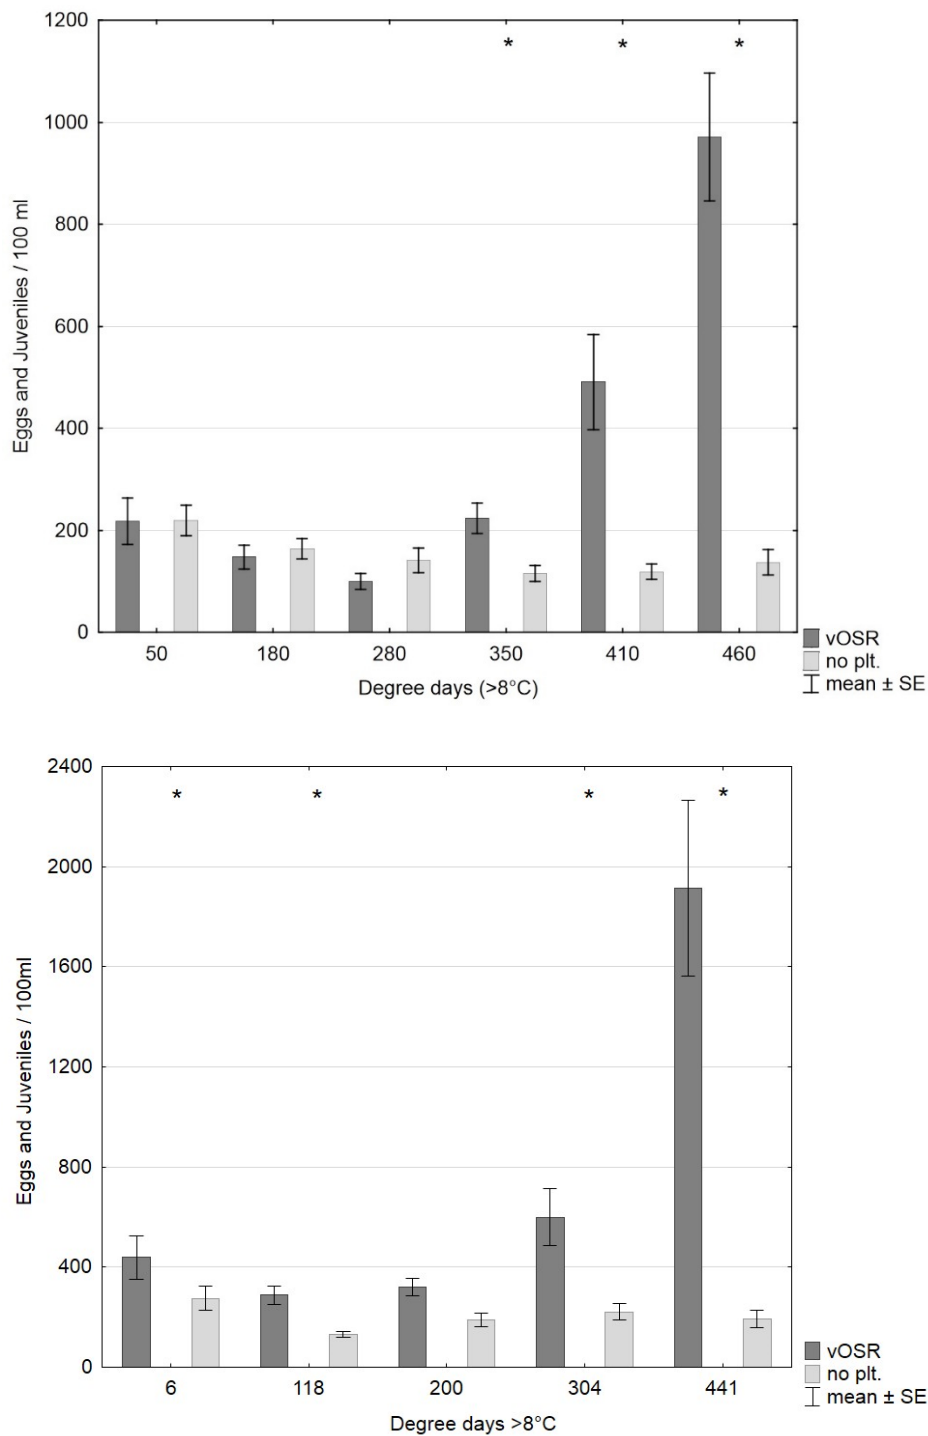 1200
* * *
1000
800
600
400
200
0
50 180 280 350 410 460
Eggs and Juveniles / 100 ml
Degree days (>8°C)
vOSR
no plt.
mean ± SE
2400
* * * *
2000
1600
1200
800
400
0
6 118 200 304 441
Eggs and Juveniles / 100ml
Degree days >8°C
vOSR
no plt.
mean ± SE